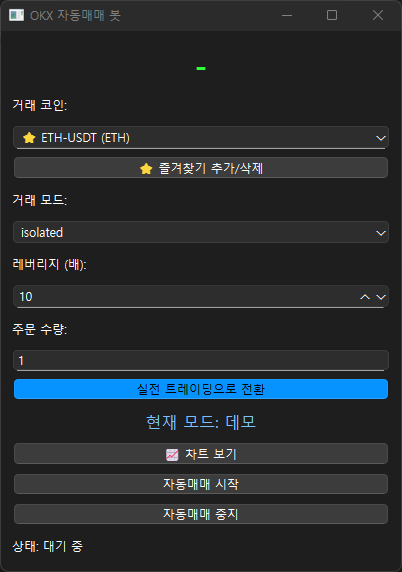 OKX 자동매매 봇
-
거래 코인:
⭐ ETH-USDT (ETH)
⭐ 즐겨찾기 추가/삭제
거래 모드:
isolated
레버리지 (배):
10
주문 수량:
1
실전 트레이딩으로 전환
현재 모드: 데모
📈 차트 보기
자동매매 시작
자동매매 중지
상태: 대기 중